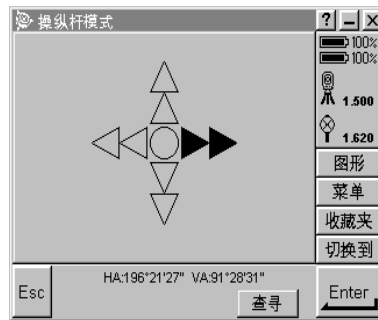 操纵杆模式
? _ ×
100%
100%
1.500
1.620
图形
菜单
收藏夹
切换到
HA:196°21'27" VA:91°28'31"
Esc
查寻
Enter